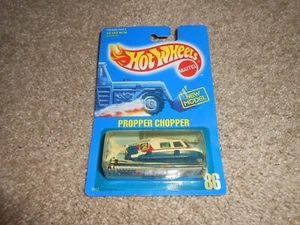 Hot Wheels
MATTEL
NEW MODEL
PROPPER CHOPPER
86